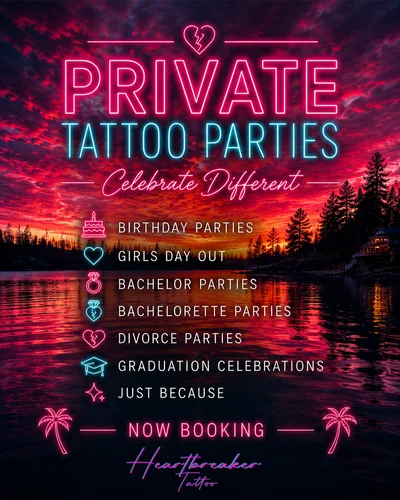 PRIVATE
TATTOO PARTIES
Celebrate Different
BIRTHDAY PARTIES
GIRLS DAY OUT
BACHELOR PARTIES
BACHELORETTE PARTIES
DIVORCE PARTIES
GRADUATION CELEBRATIONS
JUST BECAUSE
NOW BOOKING
Heartbreaker
Tattoo